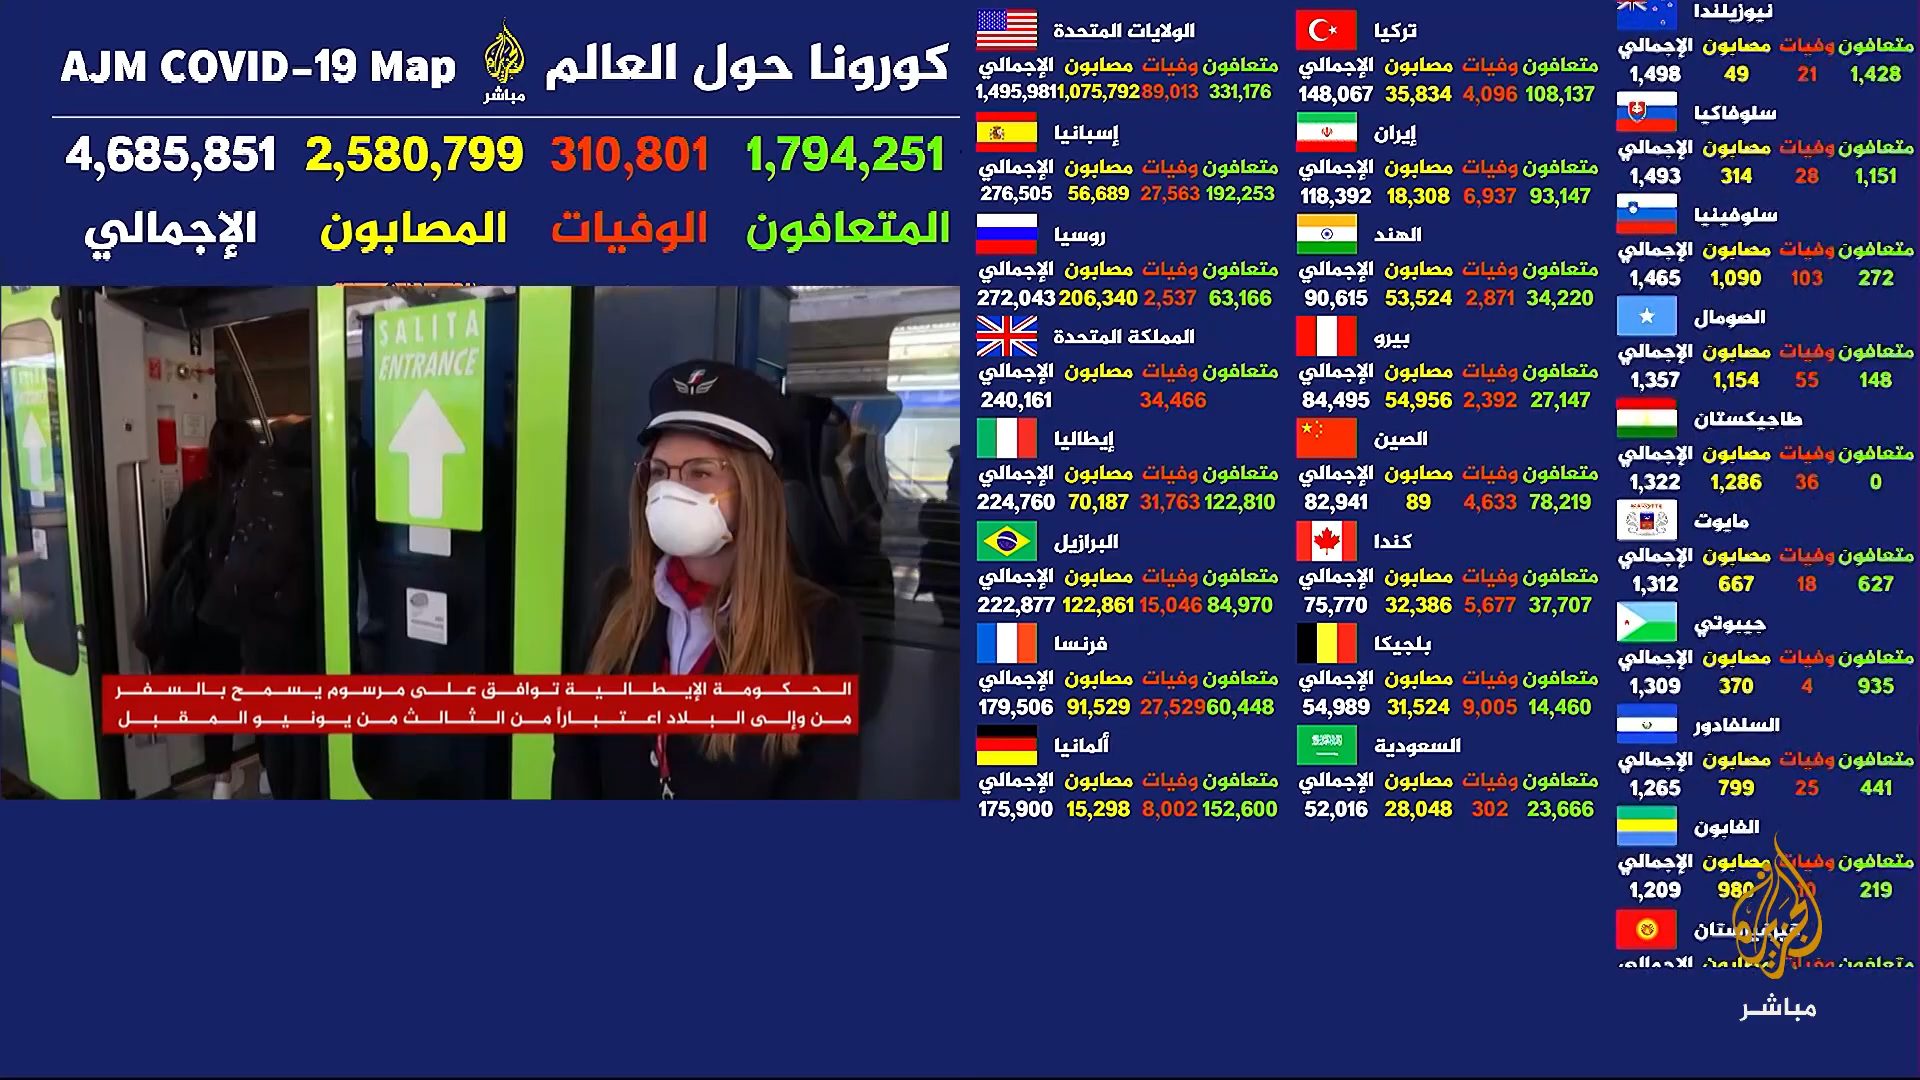 AJM COVID-19 Map
مباشر
كورونا حول العالم
4,685,851 2,580,799 310,801 1,794,251
الإجمالي المصابون الوفيات المتعافون
SALITA
ENTRANCE
الحكومة الإيطالية توافق على مرسوم يسمح بالسفر
من وإلى البلاد اعتباراً من الثالث من يونيو المقبل
الولايات المتحدة
الإجمالي مصابون وفيات متعافون
1,495,981 1,075,792 89,013 331,176
إسبانيا
الإجمالي مصابون وفيات متعافون
276,505 56,689 27,563 192,253
روسيا
الإجمالي مصابون وفيات متعافون
272,043 206,340 2,537 63,166
المملكة المتحدة
الإجمالي مصابون وفيات متعافون
240,161 34,466
إيطاليا
الإجمالي مصابون وفيات متعافون
224,760 70,187 31,763 122,810
البرازيل
الإجمالي مصابون وفيات متعافون
222,877 122,861 15,046 84,970
فرنسا
الإجمالي مصابون وفيات متعافون
179,506 91,529 27,529 60,448
ألمانيا
الإجمالي مصابون وفيات متعافون
175,900 15,298 8,002 152,600
تركيا
الإجمالي مصابون وفيات متعافون
148,067 35,834 4,096 108,137
إيران
الإجمالي مصابون وفيات متعافون
118,392 18,308 6,937 93,147
الهند
الإجمالي مصابون وفيات متعافون
90,615 53,524 2,871 34,220
بيرو
الإجمالي مصابون وفيات متعافون
84,495 54,956 2,392 27,147
الصين
الإجمالي مصابون وفيات متعافون
82,941 89 4,633 78,219
كندا
الإجمالي مصابون وفيات متعافون
75,770 32,386 5,677 37,707
بلجيكا
الإجمالي مصابون وفيات متعافون
54,989 31,524 9,005 14,460
السعودية
الإجمالي مصابون وفيات متعافون
52,016 28,048 302 23,666
نيوزيلندا
الإجمالي مصابون وفيات متعافون
1,498 49 21 1,428
سلوفاكيا
الإجمالي مصابون وفيات متعافون
1,493 314 28 1,151
سلوفينيا
الإجمالي مصابون وفيات متعافون
1,465 1,090 103 272
الصومال
الإجمالي مصابون وفيات متعافون
1,357 1,154 55 148
طاجيكستان
الإجمالي مصابون وفيات متعافون
1,322 1,286 36 0
مايوت
الإجمالي مصابون وفيات متعافون
1,312 667 18 627
جيبوتي
الإجمالي مصابون وفيات متعافون
1,309 370 4 935
السلفادور
الإجمالي مصابون وفيات متعافون
1,265 799 25 441
الغابون
الإجمالي مصابون وفيات متعافون
1,209 980 10 219
قيرغيزستان
الإجمالي مصابون وفيات متعافون
الجزيرة
مباشر